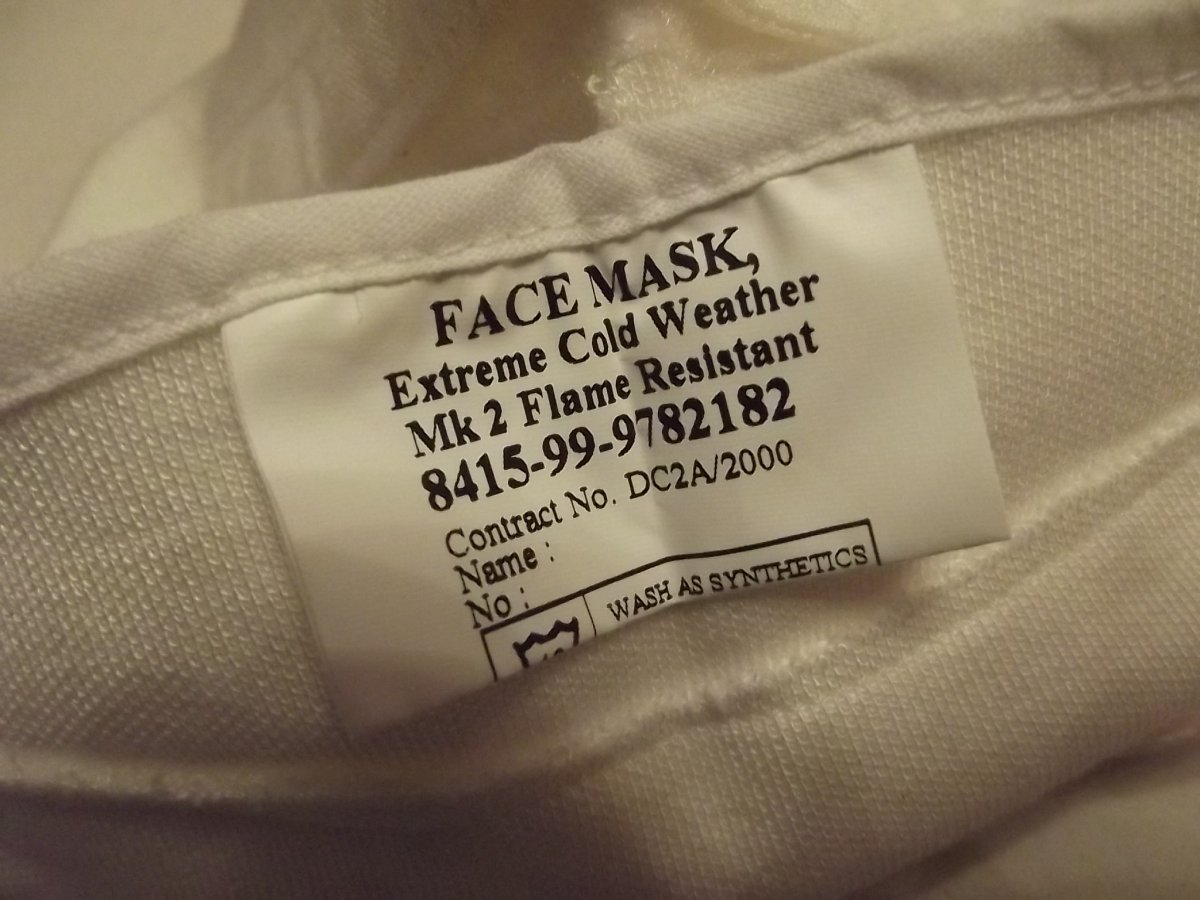 FACE MASK,
Extreme Cold Weather
Mk 2 Flame Resistant
8415-99-9782182
Contract No. DC2A/2000
Name :
No :
WASH AS SYNTHETICS